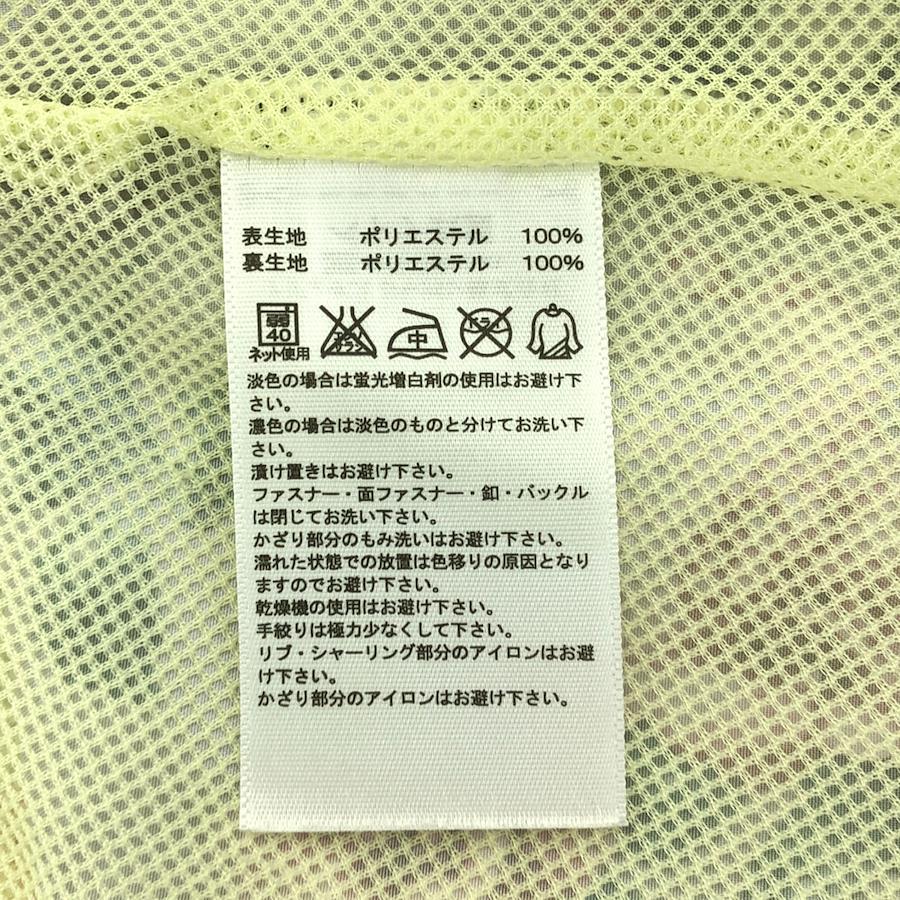 表生地 ポリエステル 100%
裏生地 ポリエステル 100%
弱 40 エンソサラシ 中 ドライ
ネット使用
淡色の場合は蛍光増白剤の使用はお避け下
さい。
濃色の場合は淡色のものと分けてお洗い下
さい。
漬け置きはお避け下さい。
ファスナー・面ファスナー・釦・バックル
は閉じてお洗い下さい。
かざり部分のもみ洗いはお避け下さい。
濡れた状態での放置は色移りの原因となり
ますのでお避け下さい。
乾燥機の使用はお避け下さい。
手絞りは極力少なくして下さい。
リブ・シャーリング部分のアイロンはお避
け下さい。
かざり部分のアイロンはお避け下さい。